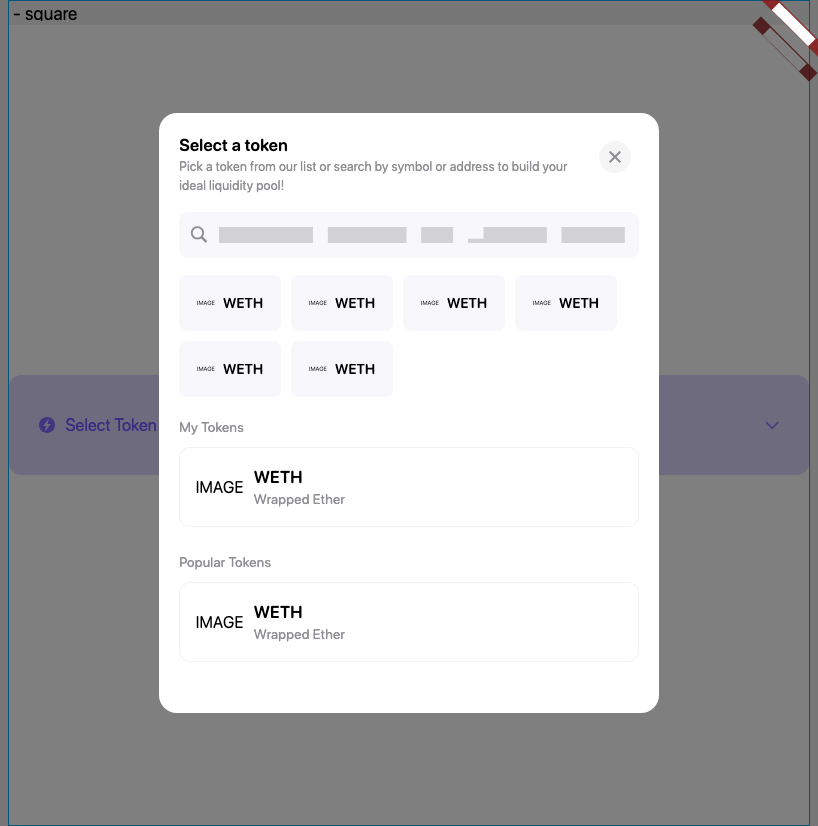 - square
Select a token
Pick a token from our list or search by symbol or address to build your
ideal liquidity pool!
IMAGE WETH IMAGE WETH IMAGE WETH IMAGE WETH
IMAGE WETH IMAGE WETH
Select Token
My Tokens
IMAGE
WETH
Wrapped Ether
Popular Tokens
IMAGE
WETH
Wrapped Ether